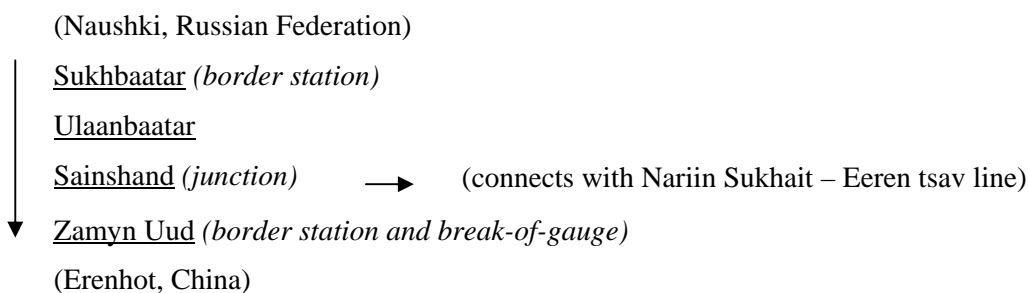 (Naushki, Russian Federation)
Sukhbaatar (border station)
Ulaanbaatar
Sainshand (junction) (connects with Nariin Sukhait – Eeren tsav line)
Zamyn Uud (border station and break-of-gauge)
(Erenhot, China)